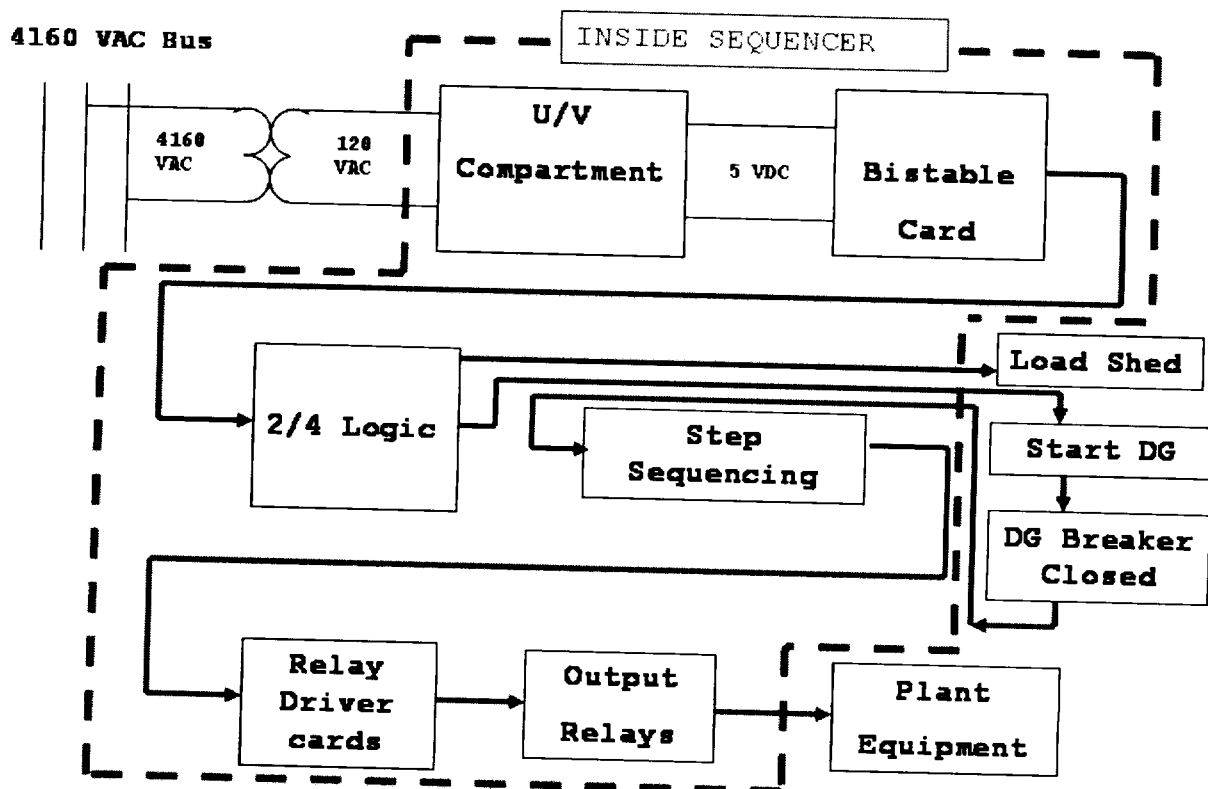 4160 VAC Bus
INSIDE SEQUENCER
4160
VAC
120
VAC
U/V
Compartment
5 VDC
Bistable
Card
2/4 Logic
Load Shed
Step
Sequencing
Start DG
DG Breaker
Closed
Relay
Driver
cards
Output
Relays
Plant
Equipment